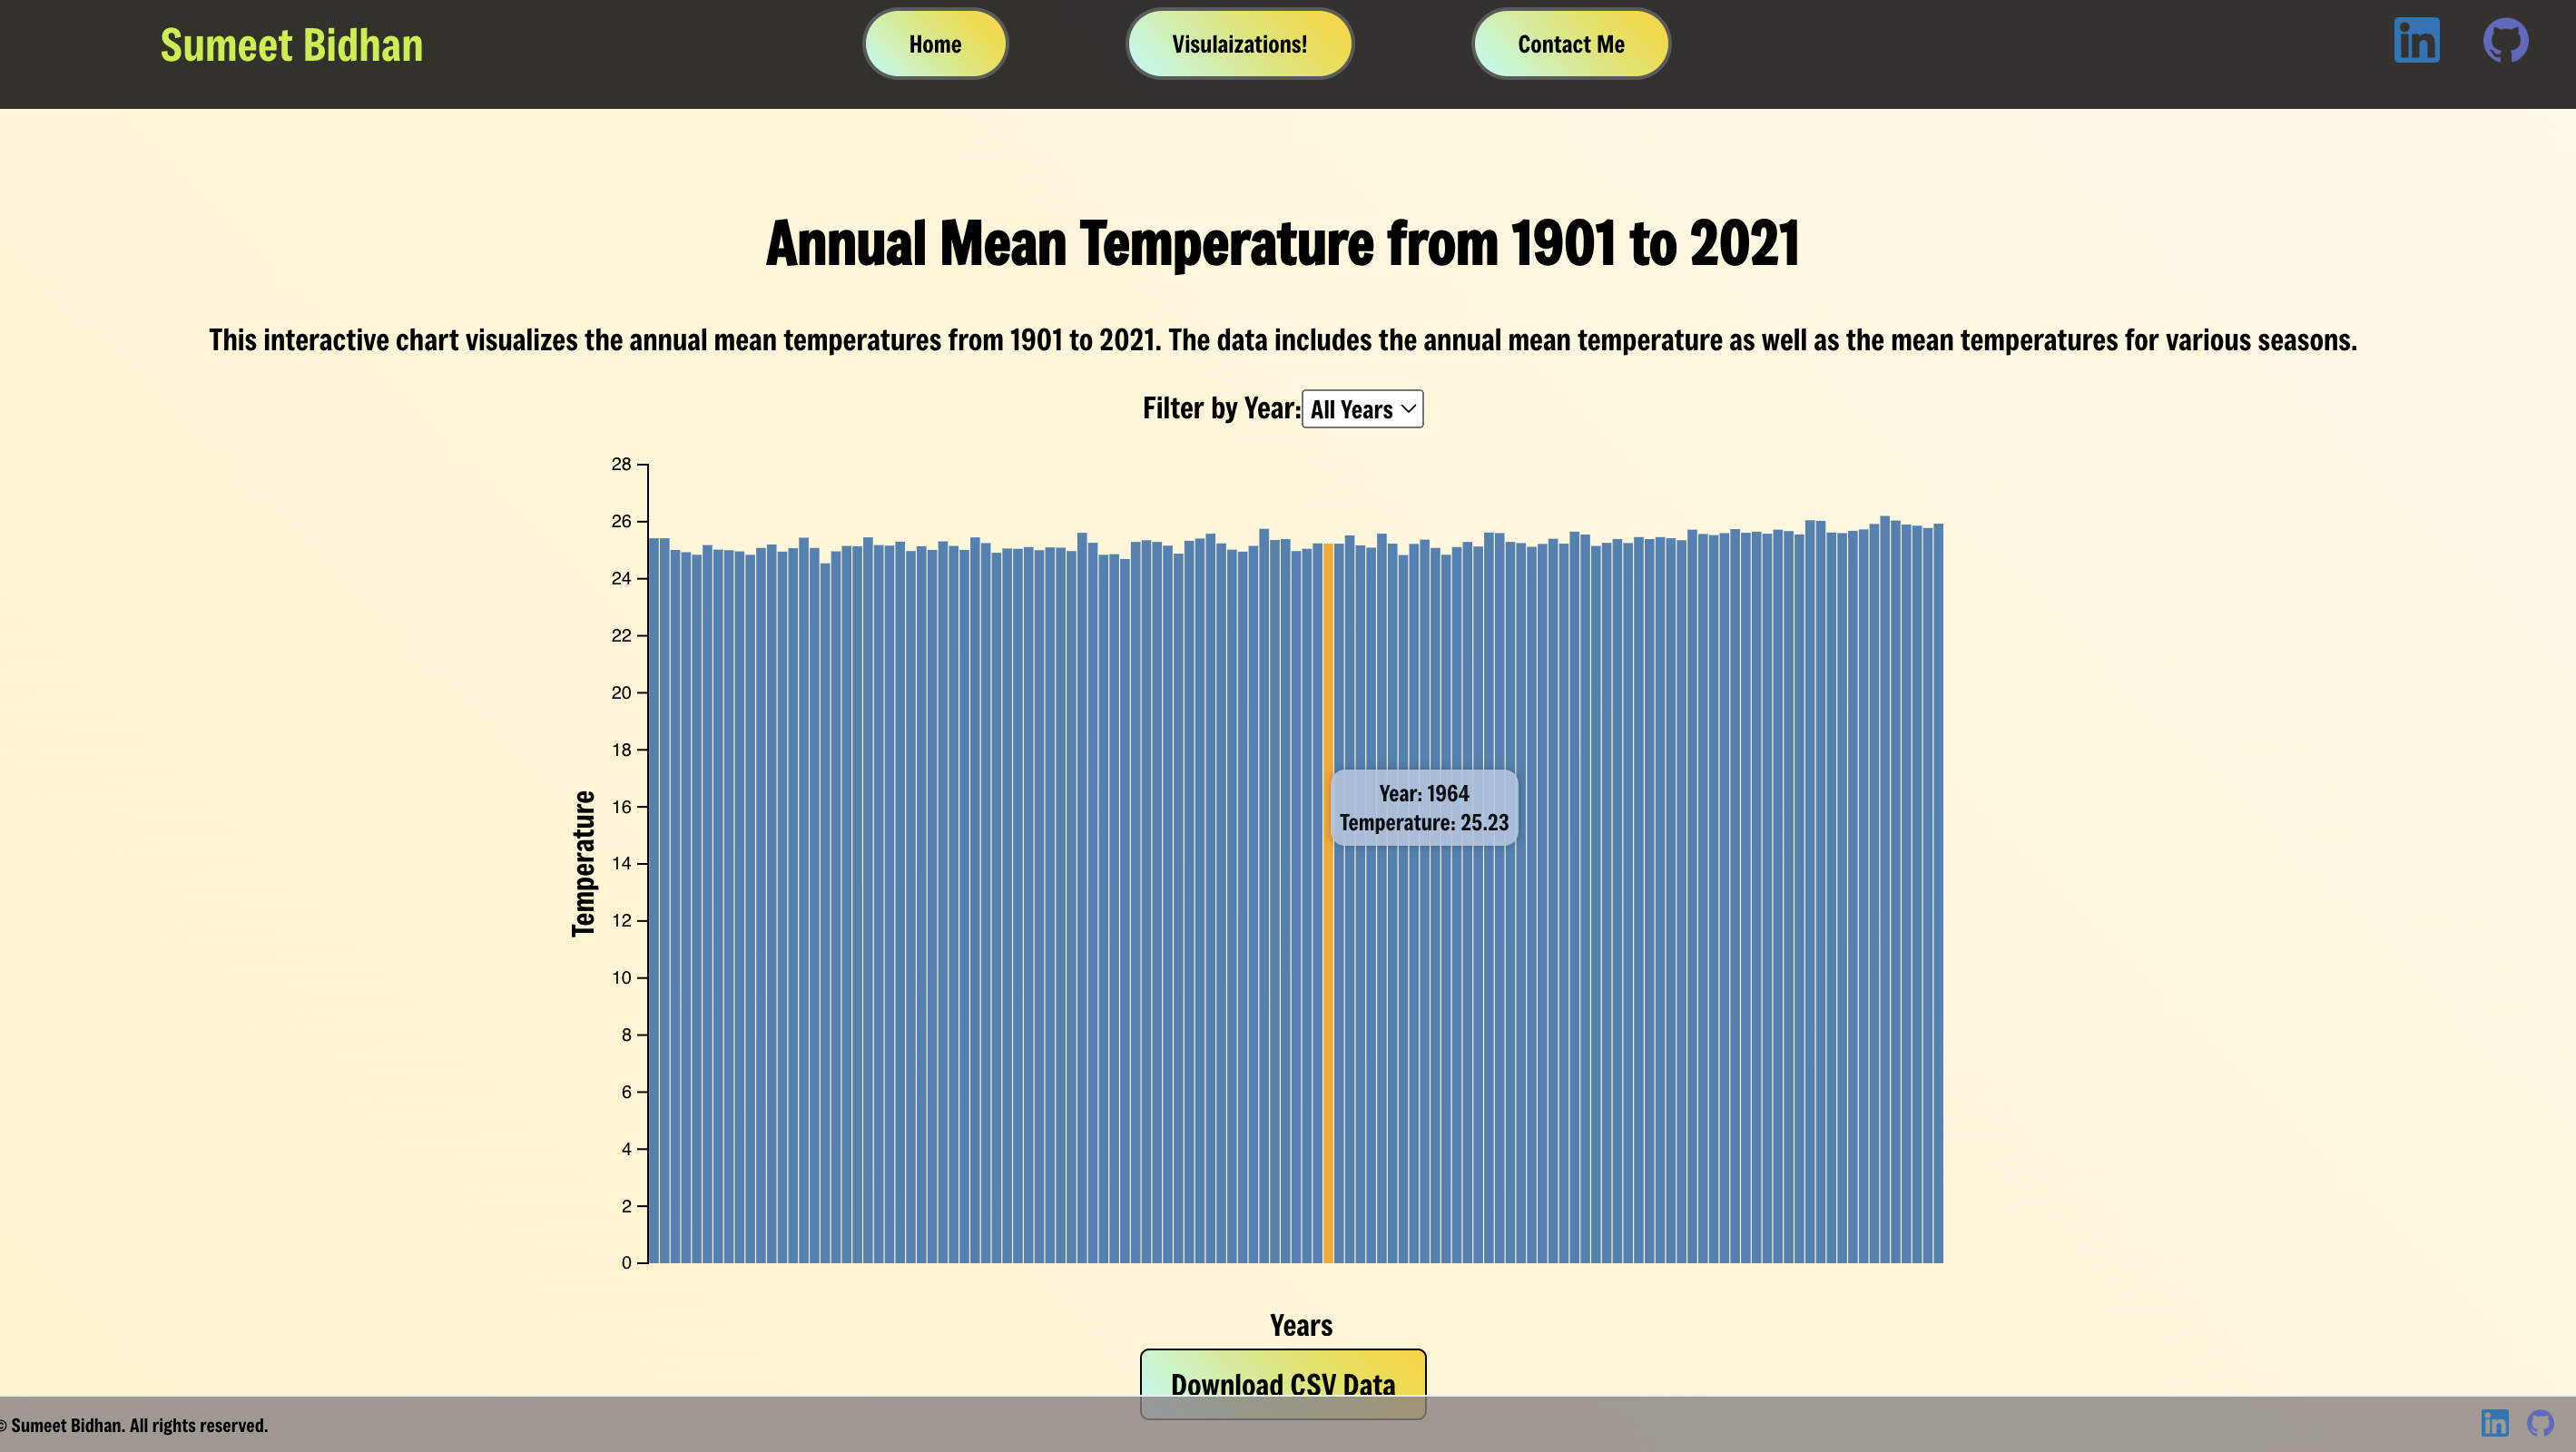 Sumeet Bidhan
Home
Visulaizations!
Contact Me
in
Annual Mean Temperature from 1901 to 2021
This interactive chart visualizes the annual mean temperatures from 1901 to 2021. The data includes the annual mean temperature as well as the mean temperatures for various seasons.
Filter by Year: All Years
28
26
24
22
20
18
16
14
12
10
8
6
4
2
0
Temperature
Year: 1964
Temperature: 25.23
Years
Download CSV Data
© Sumeet Bidhan. All rights reserved.
in